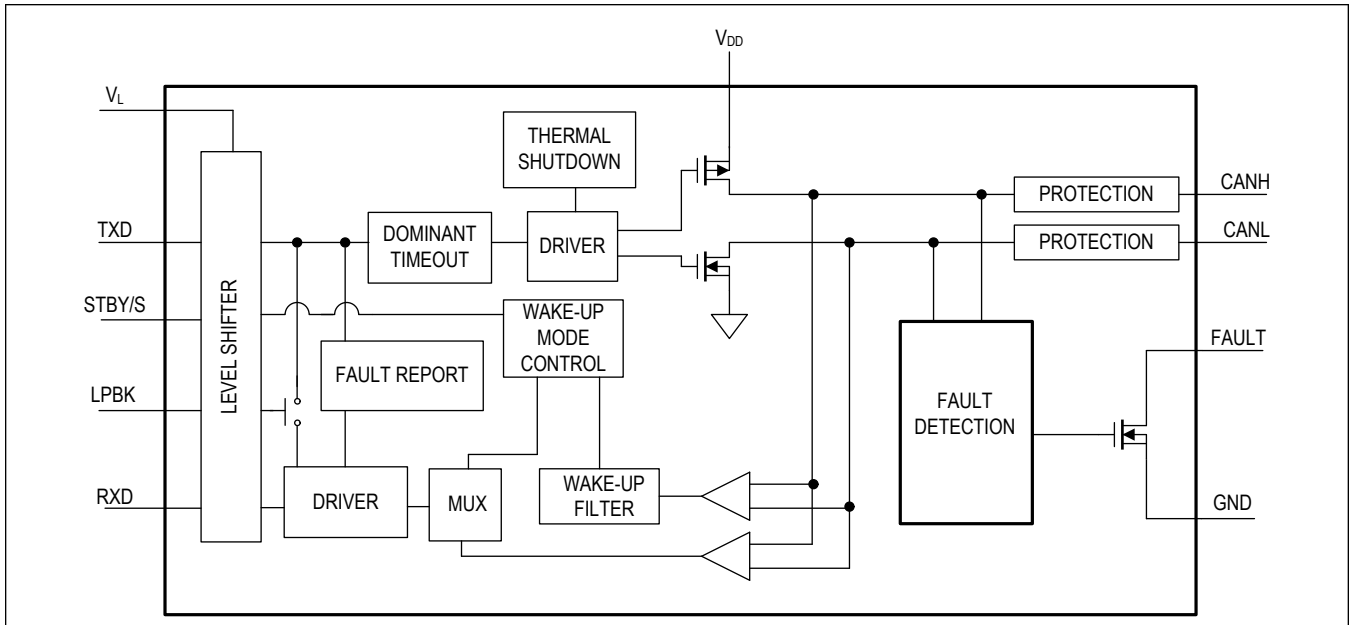 VDD
VL
THERMAL
SHUTDOWN
PROTECTION
CANH
TXD
DOMINANT
TIMEOUT
DRIVER
PROTECTION
CANL
STBY/S
LEVEL SHIFTER
WAKE-UP
MODE
CONTROL
FAULT REPORT
FAULT
LPBK
FAULT
DETECTION
RXD
DRIVER
MUX
WAKE-UP
FILTER
GND